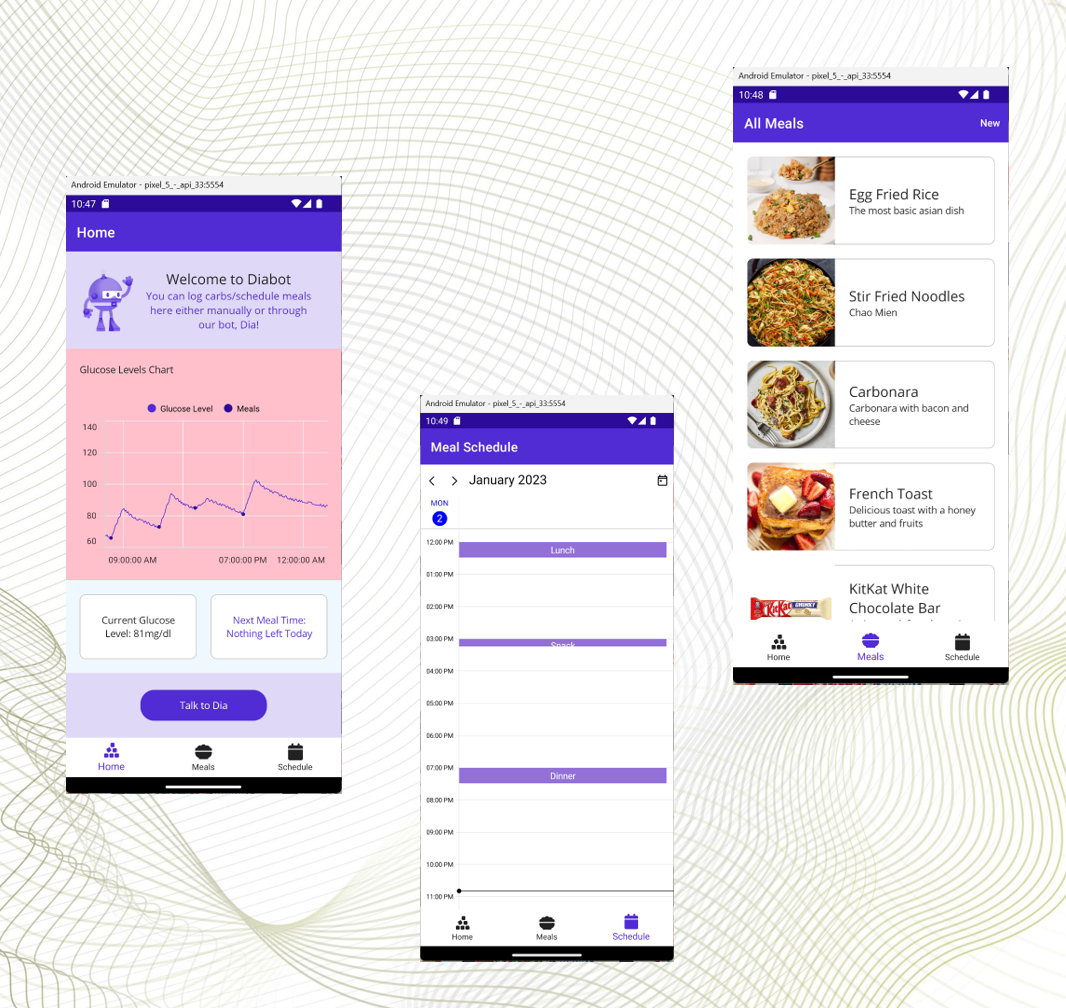 Android Emulator - pixel_5_-_api_33:5554
10:47
Home
Welcome to Diabot
You can log carbs/schedule meals
here either manually or through
our bot, Dia!
Glucose Levels Chart
Glucose Level
Meals
140
120
100
80
60
09:00:00 AM
07:00:00 PM
12:00:00 AM
Current Glucose
Level: 81mg/dl
Next Meal Time:
Nothing Left Today
Talk to Dia
Home
Meals
Schedule
Android Emulator - pixel_5_-_api_33:5554
10:49
Meal Schedule
January 2023
MON
2
12:00 PM
Lunch
01:00 PM
02:00 PM
03:00 PM
Snack
04:00 PM
05:00 PM
06:00 PM
07:00 PM
Dinner
08:00 PM
09:00 PM
10:00 PM
11:00 PM
Home
Meals
Schedule
Android Emulator - pixel_5_-_api_33:5554
10:48
All Meals
New
Egg Fried Rice
The most basic asian dish
Stir Fried Noodles
Chao Mien
Carbonara
Carbonara with bacon and
cheese
French Toast
Delicious toast with a honey
butter and fruits
KitKat White
Chocolate Bar
KitKat
CHUNKY
Home
Meals
Schedule